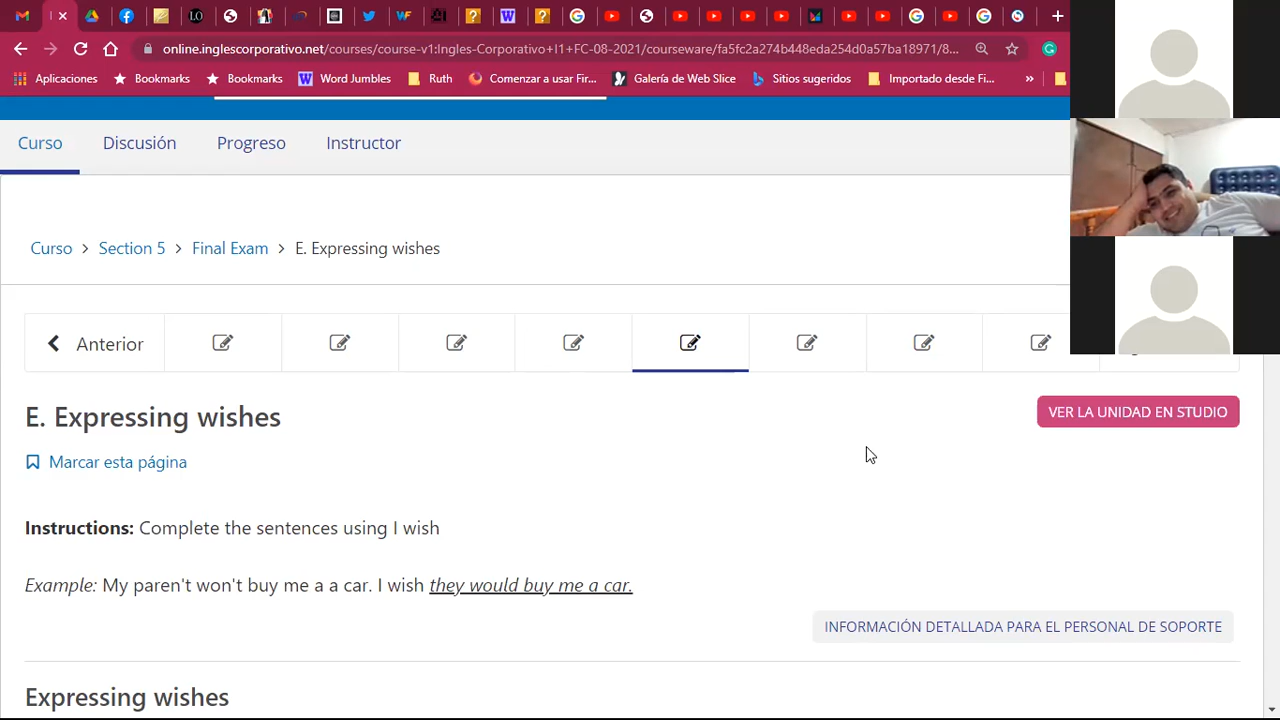 online.inglescorporativo.net/courses/course-v1:Ingles-Corporativo+I1+FC-08-2021/courseware/fa5fc2a274b448eda254d0a57ba18971/8...
Aplicaciones Bookmarks Bookmarks Word Jumbles Ruth Comenzar a usar Fir... Galería de Web Slice Sitios sugeridos Importado desde Fi... »
Curso Discusión Progreso Instructor
Curso > Section 5 > Final Exam > E. Expressing wishes
Anterior
E. Expressing wishes
VER LA UNIDAD EN STUDIO
Marcar esta página
Instructions: Complete the sentences using I wish
Example: My paren't won't buy me a a car. I wish they would buy me a car.
INFORMACIÓN DETALLADA PARA EL PERSONAL DE SOPORTE
Expressing wishes